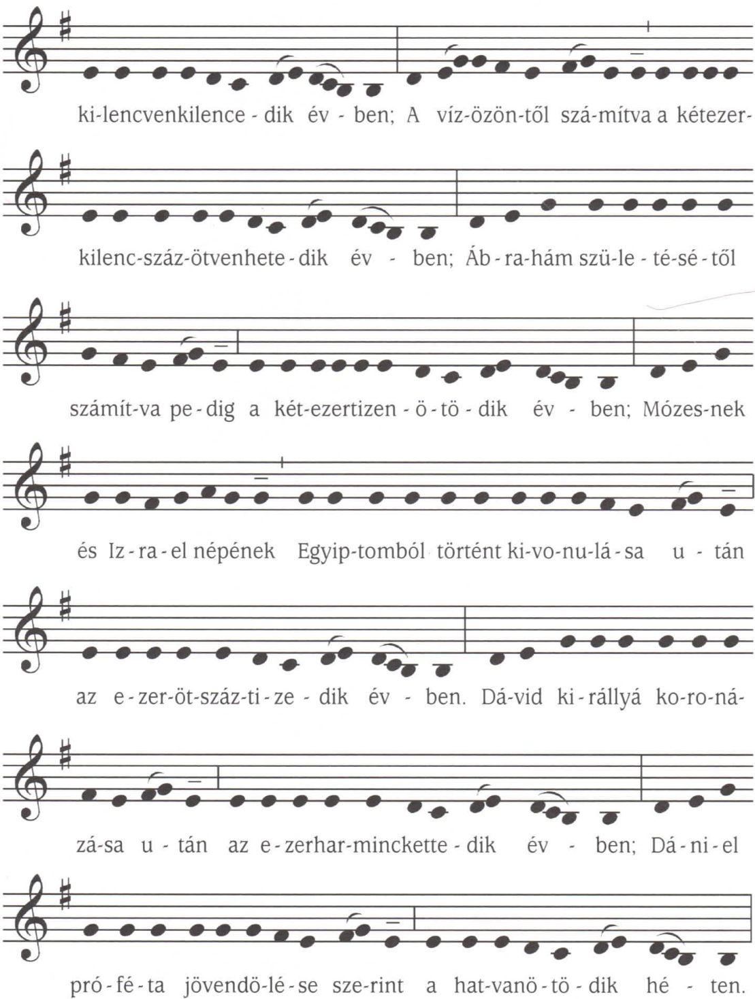 ki-lencvenkilence - dik év - ben; A víz-özön-től szá-mítva a kétezer-
kilenc-száz-ötvenhete - dik év - ben; Áb - ra-hám szü-le - té-sé - től
számít-va pe - dig a két-ezertizen - ö - tö - dik év - ben; Mózes-nek
és Iz - ra - el népének Egyip-tomból történt ki-vo-nu-lá - sa u - tán
az e - zer-öt-száz-ti - ze - dik év - ben. Dá-vid ki - rállyá ko-ro-ná-
zá-sa u - tán az e - zerhar-minckette - dik év - ben; Dá - ni - el
pró - fé - ta jövendö-lé - se sze-rint a hat-vanö - tö - dik hé - ten.